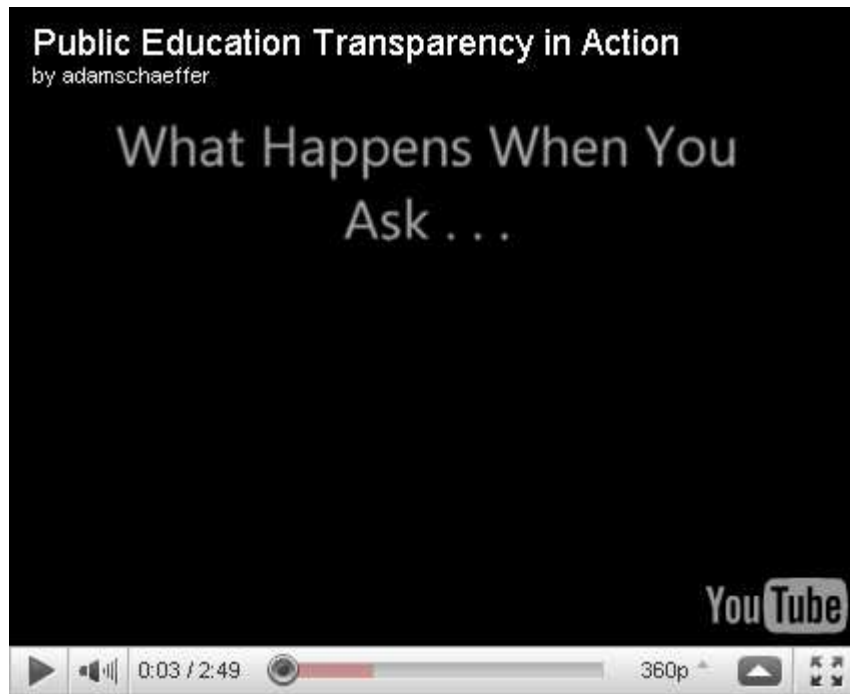 Public Education Transparency in Action
by adamschaeffer
What Happens When You
Ask . . .
YouTube
0:03 / 2:49 360p